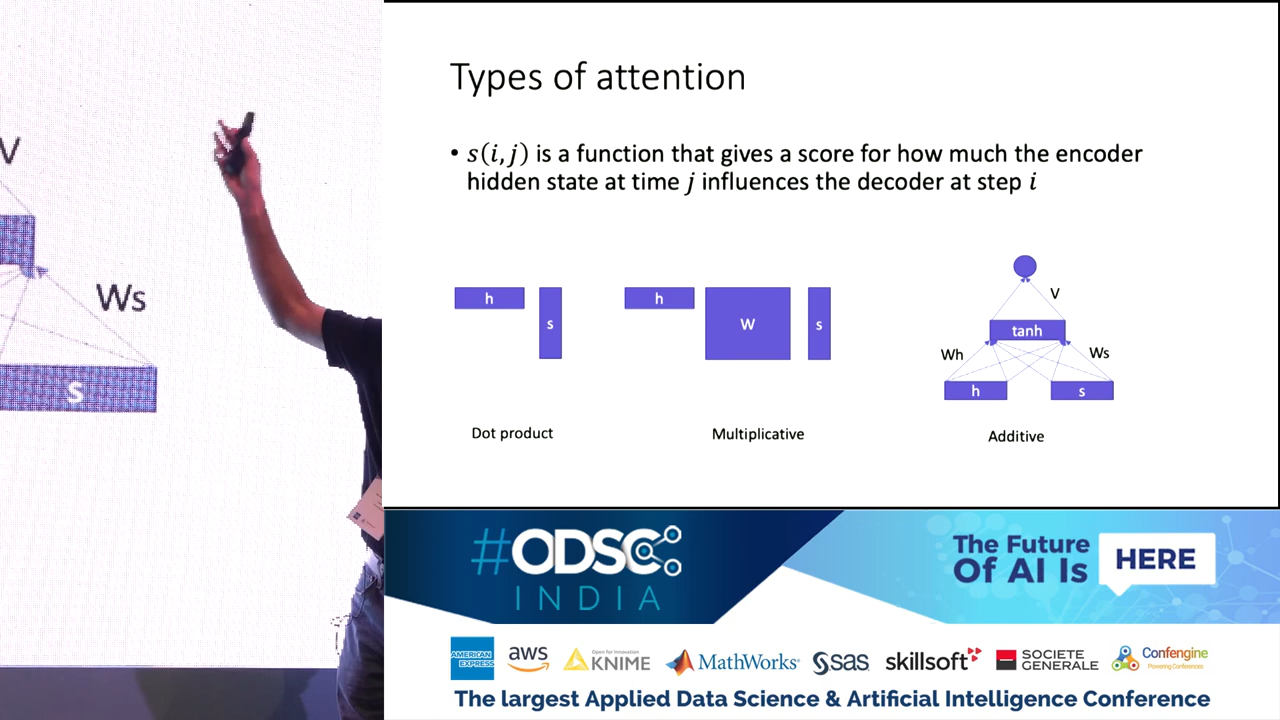 V
Ws
s
Types of attention
• s(i,j) is a function that gives a score for how much the encoder
hidden state at time j influences the decoder at step i
h
s
h
W
s
V
tanh
Wh
Ws
h
s
Dot product
Multiplicative
Additive
#ODSC
INDIA
The Future
Of AI Is
HERE
AMERICAN
EXPRESS
aws
Open for Innovation
KNIME
MathWorks®
sas
skillsoft
SOCIETE
GENERALE
Confengine
Powering Conferences
The largest Applied Data Science & Artificial Intelligence Conference